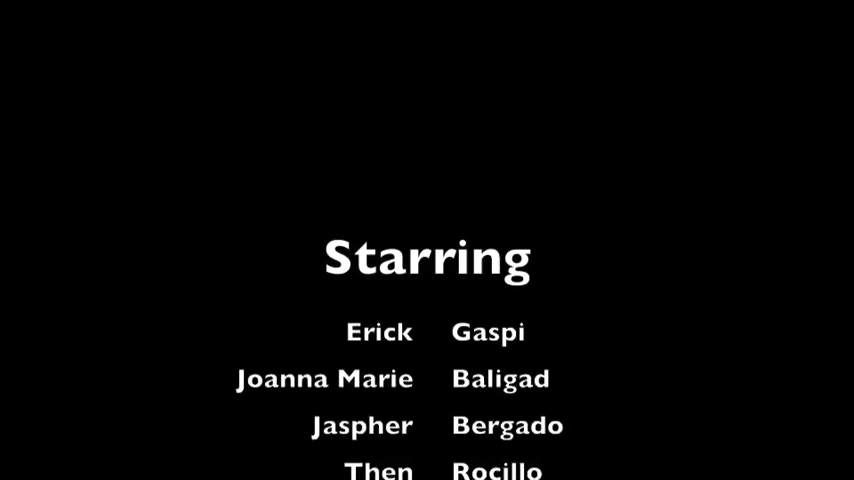 Starring
Erick Gaspi
Joanna Marie Baligad
Jaspher Bergado
Then Rocillo